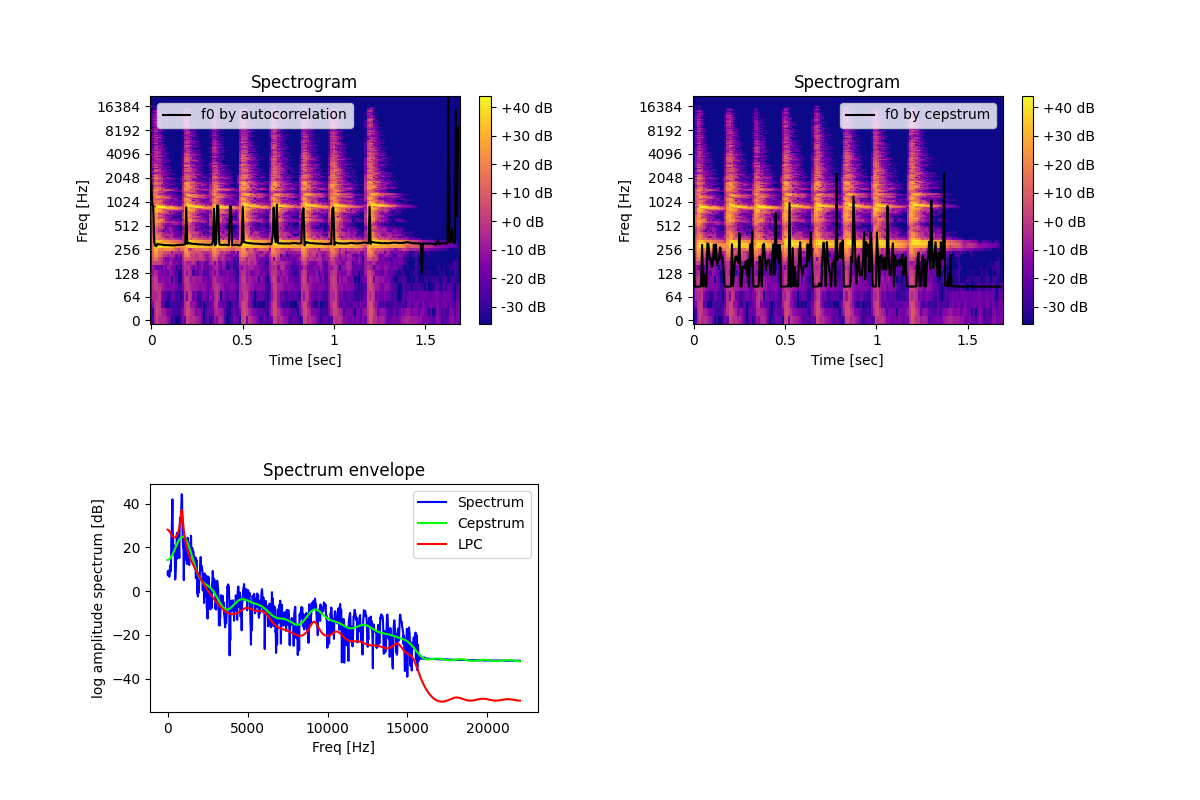 Spectrogram
Freq [Hz]
16384
8192
4096
2048
1024
512
256
128
64
0
f0 by autocorrelation
+40 dB
+30 dB
+20 dB
+10 dB
+0 dB
-10 dB
-20 dB
-30 dB
0 0.5 1 1.5
Time [sec]
Spectrogram
Freq [Hz]
16384
8192
4096
2048
1024
512
256
128
64
0
f0 by cepstrum
+40 dB
+30 dB
+20 dB
+10 dB
+0 dB
-10 dB
-20 dB
-30 dB
0 0.5 1 1.5
Time [sec]
Spectrum envelope
log amplitude spectrum [dB]
40
20
0
−20
−40
Spectrum
Cepstrum
LPC
0 5000 10000 15000 20000
Freq [Hz]